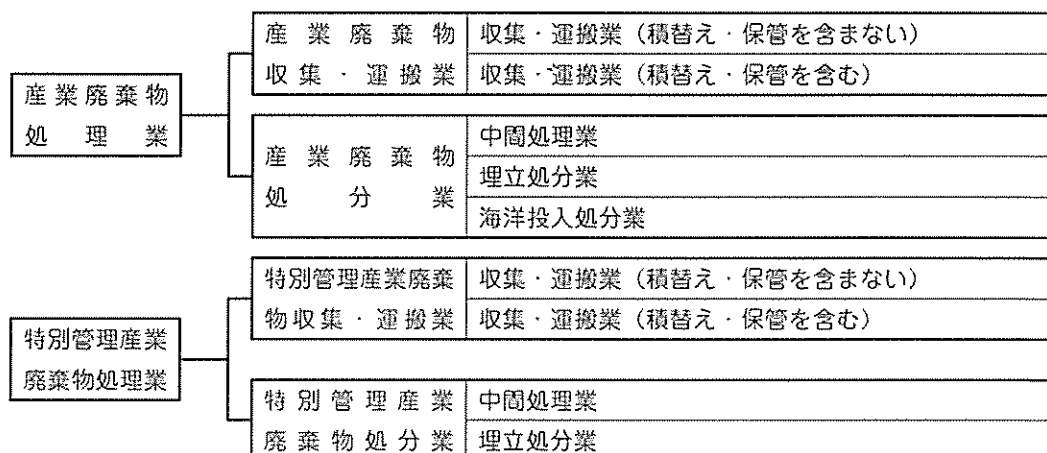 産業廃棄物
処理業
産業廃棄物
収集・運搬業
収集・運搬業（積替え・保管を含まない）
収集・運搬業（積替え・保管を含む）
産業廃棄物
処分業
中間処理業
埋立処分業
海洋投入処分業
特別管理産業
廃棄物処理業
特別管理産業廃棄
物収集・運搬業
収集・運搬業（積替え・保管を含まない）
収集・運搬業（積替え・保管を含む）
特別管理産業
廃棄物処分業
中間処理業
埋立処分業